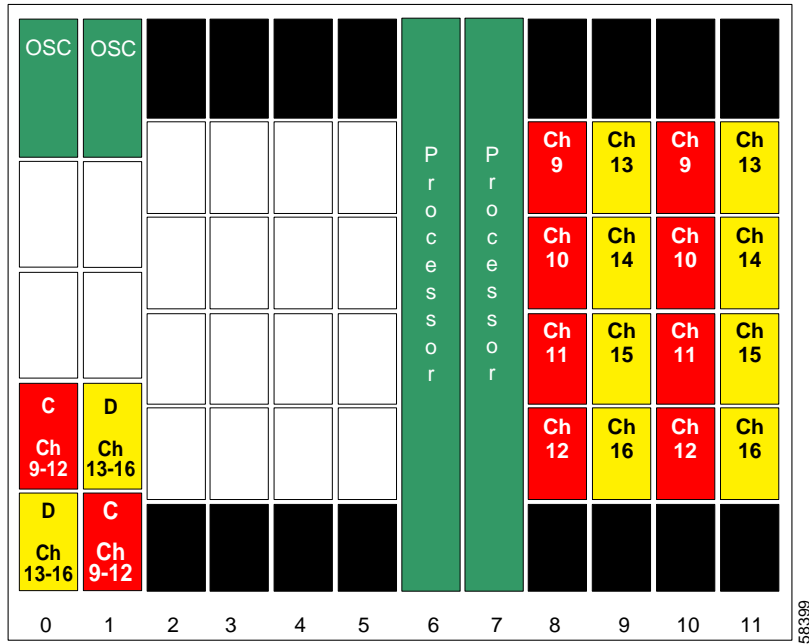 OSC OSC
Processor
Processor
Ch
9
Ch
13
Ch
9
Ch
13
Ch
10
Ch
14
Ch
10
Ch
14
Ch
11
Ch
15
Ch
11
Ch
15
Ch
12
Ch
16
Ch
12
Ch
16
C
Ch
9-12
D
Ch
13-16
D
Ch
13-16
C
Ch
9-12
0 1 2 3 4 5 6 7 8 9 10 11
58399